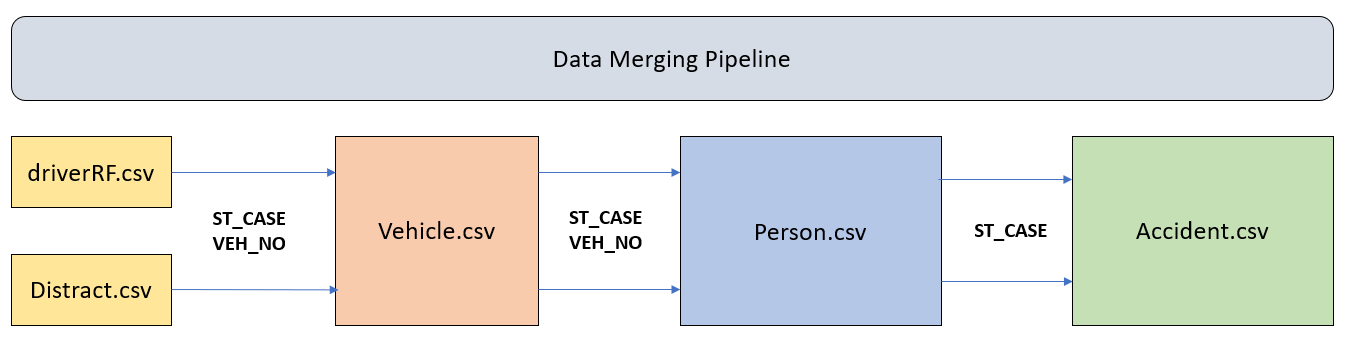 Data Merging Pipeline
driverRF.csv
Distract.csv
ST_CASE
VEH_NO
Vehicle.csv
ST_CASE
VEH_NO
Person.csv
ST_CASE
Accident.csv